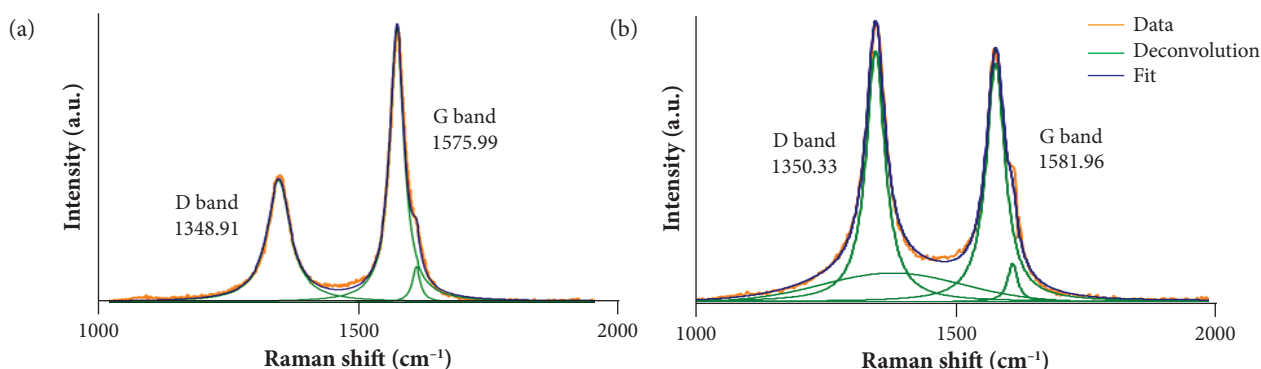 (a)
Intensity (a.u.)
D band
1348.91
G band
1575.99
1000
1500
2000
Raman shift (cm⁻¹)
(b)
Intensity (a.u.)
D band
1350.33
G band
1581.96
Data
Deconvolution
Fit
1000
1500
2000
Raman shift (cm⁻¹)